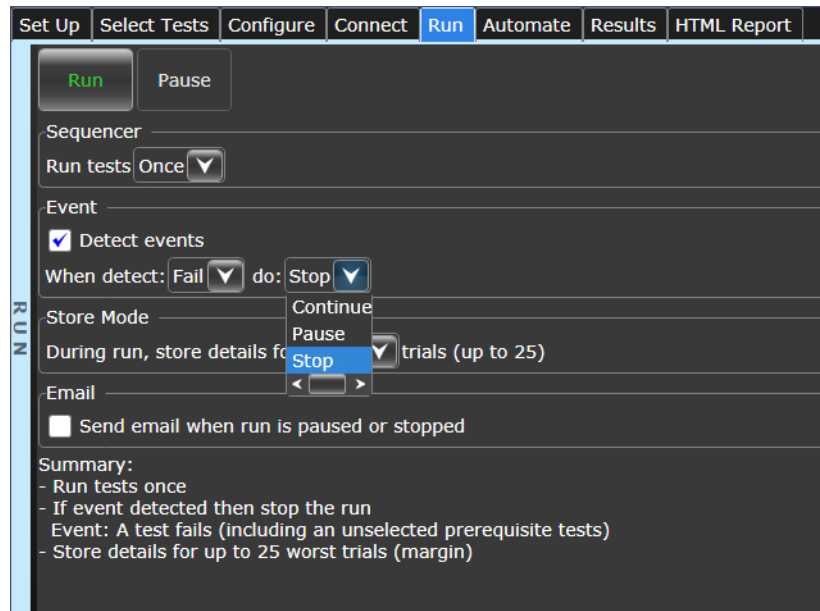 Set Up Select Tests Configure Connect Run Automate Results HTML Report
Run Pause
Sequencer
Run tests Once
Event
Detect events
When detect: Fail do: Stop
Continue
Pause
Stop
Store Mode
During run, store details trials (up to 25)
Email
Send email when run is paused or stopped
Summary:
- Run tests once
- If event detected then stop the run
Event: A test fails (including an unselected prerequisite tests)
- Store details for up to 25 worst trials (margin)
RUN